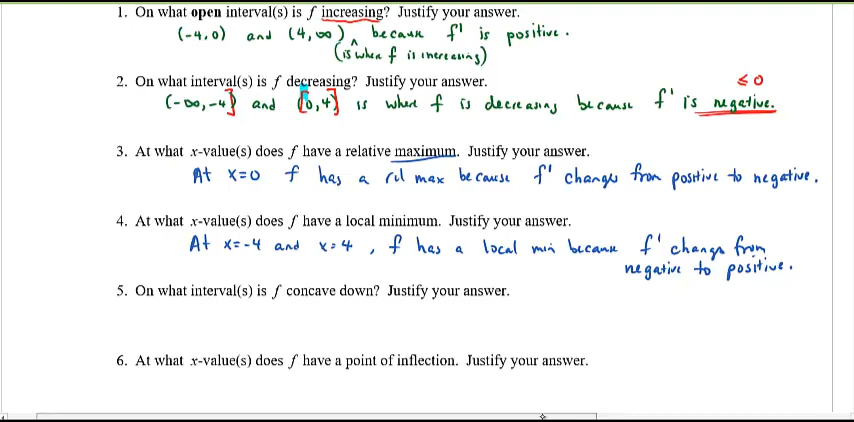 1. On what open interval(s) is f increasing? Justify your answer.
(-4,0) and (4,∞) ^ because f' is positive.
(is when f is increasing)
2. On what interval(s) is f decreasing? Justify your answer.
≤ 0
(-∞,-4] and [0,4] is when f is decreasing because f' is negative.
3. At what x-value(s) does f have a relative maximum. Justify your answer.
At x=0 f has a rel max because f' changes from positive to negative.
4. At what x-value(s) does f have a local minimum. Justify your answer.
At x=-4 and x=4, f has a local min because f' changes from
negative to positive.
5. On what interval(s) is f concave down? Justify your answer.
6. At what x-value(s) does f have a point of inflection. Justify your answer.